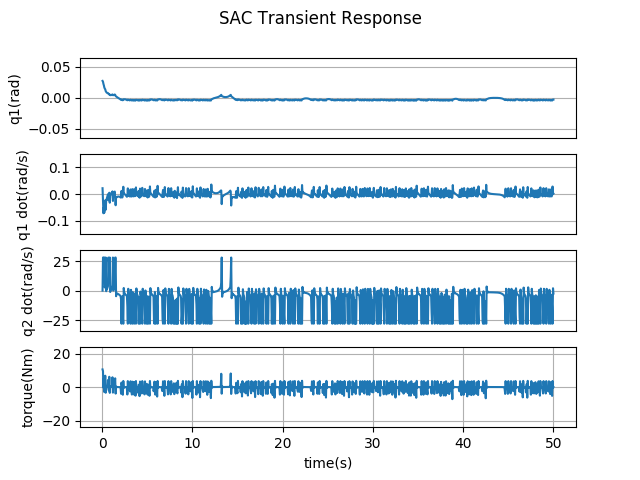 SAC Transient Response
0.05
0.00
−0.05
q1(rad)
0.1
0.0
−0.1
q1 dot(rad/s)
25
0
−25
q2 dot(rad/s)
20
0
−20
torque(Nm)
0 10 20 30 40 50
time(s)